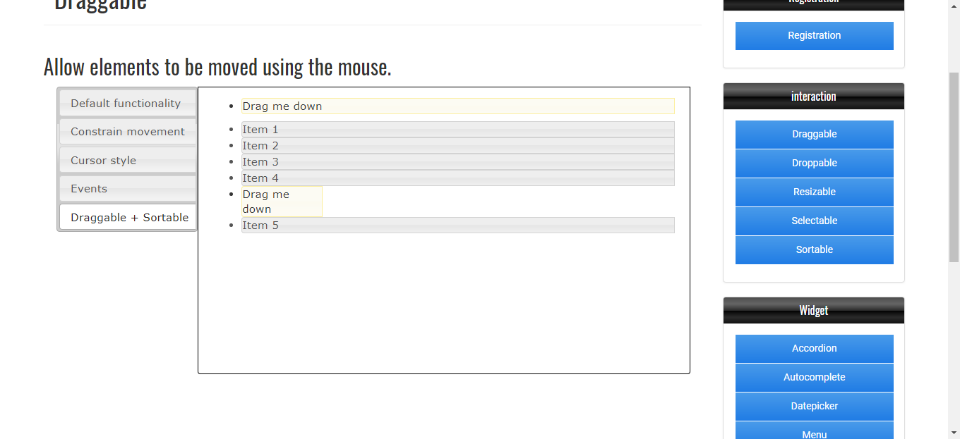 Draggable
Allow elements to be moved using the mouse.
Default functionality
Constrain movement
Cursor style
Events
Draggable + Sortable
Drag me down
Item 1
Item 2
Item 3
Item 4
Drag me
down
Item 5
Registration
Registration
interaction
Draggable
Droppable
Resizable
Selectable
Sortable
Widget
Accordion
Autocomplete
Datepicker
Menu